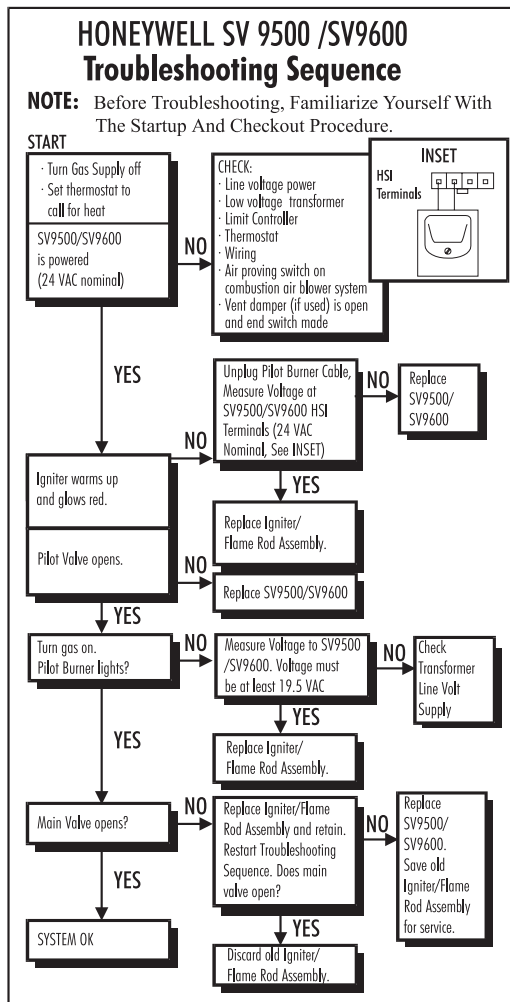 HONEYWELL SV 9500 /SV9600
Troubleshooting Sequence
NOTE: Before Troubleshooting, Familiarize Yourself With
The Startup And Checkout Procedure.
START
· Turn Gas Supply off
· Set thermostat to
call for heat
SV9500/SV9600
is powered
(24 VAC nominal)
NO
CHECK:
· Line voltage power
· Low voltage transformer
· Limit Controller
· Thermostat
· Wiring
· Air proving switch on
combustion air blower system
· Vent damper (if used) is open
and end switch made
INSET
HSI
Terminals
YES
Igniter warms up
and glows red.
NO
Unplug Pilot Burner Cable,
Measure Voltage at
SV9500/SV9600 HSI
Terminals (24 VAC
Nominal, See INSET)
NO
Replace
SV9500/
SV9600
YES
Replace Igniter/
Flame Rod Assembly.
Pilot Valve opens.
NO
Replace SV9500/SV9600
YES
Turn gas on.
Pilot Burner lights?
NO
Measure Voltage to SV9500
/SV9600. Voltage must
be at least 19.5 VAC
NO
Check
Transformer
Line Volt
Supply
YES
Replace Igniter/
Flame Rod Assembly.
YES
Main Valve opens?
NO
Replace Igniter/Flame
Rod Assembly and retain.
Restart Troubleshooting
Sequence. Does main
valve open?
NO
Replace
SV9500/
SV9600.
Save old
Igniter/Flame
Rod Assembly
for service.
YES
SYSTEM OK
YES
Discard old Igniter/
Flame Rod Assembly.